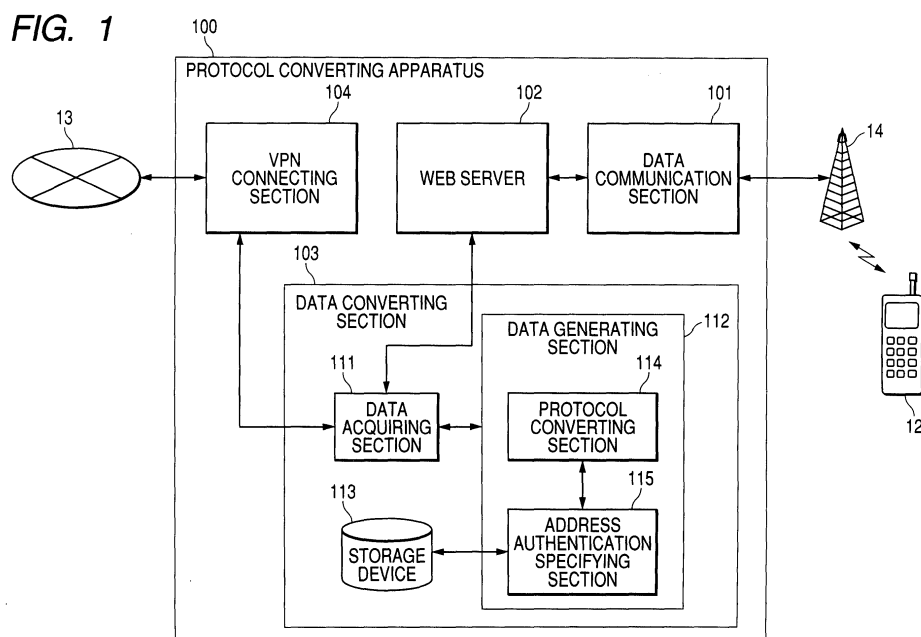 FIG. 1
100
PROTOCOL CONVERTING APPARATUS
104
102
101
13
14
VPN
CONNECTING
SECTION
WEB SERVER
DATA
COMMUNICATION
SECTION
103
DATA CONVERTING
SECTION
DATA GENERATING
SECTION
112
111
114
DATA
ACQUIRING
SECTION
PROTOCOL
CONVERTING
SECTION
12
113
115
STORAGE
DEVICE
ADDRESS
AUTHENTICATION
SPECIFYING
SECTION